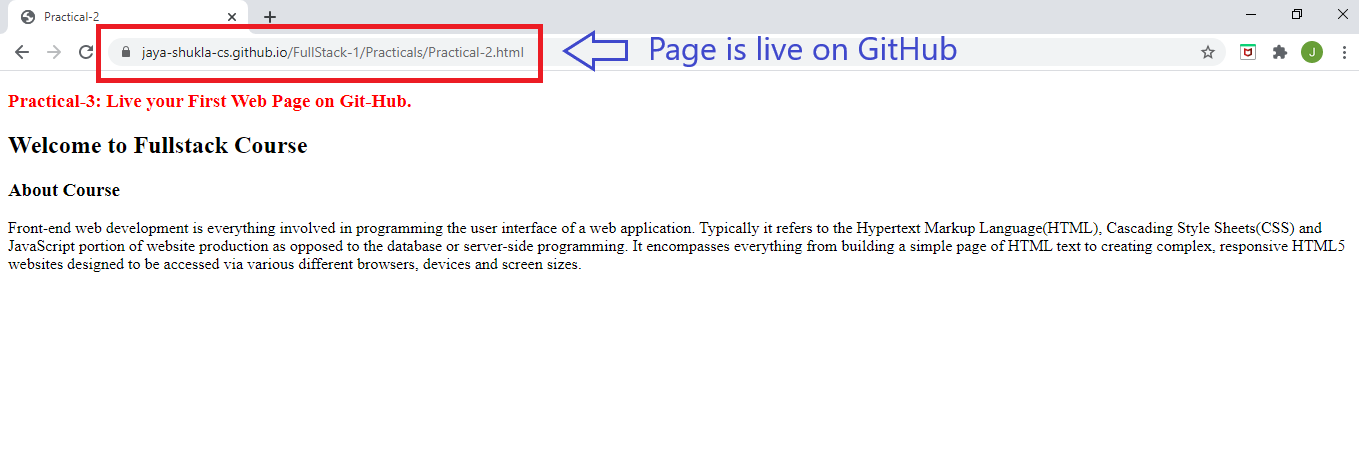 Practical-2
jaya-shukla-cs.github.io/FullStack-1/Practicals/Practical-2.html
Page is live on GitHub
J
Practical-3: Live your First Web Page on Git-Hub.
Welcome to Fullstack Course
About Course
Front-end web development is everything involved in programming the user interface of a web application. Typically it refers to the Hypertext Markup Language(HTML), Cascading Style Sheets(CSS) and
JavaScript portion of website production as opposed to the database or server-side programming. It encompasses everything from building a simple page of HTML text to creating complex, responsive HTML5
websites designed to be accessed via various different browsers, devices and screen sizes.